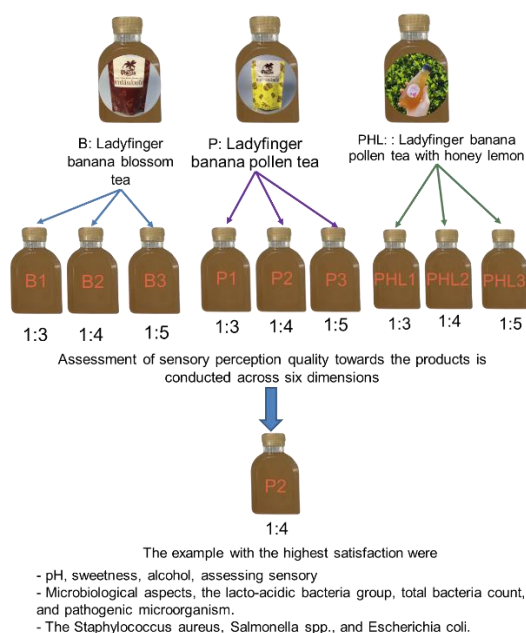 B: Ladyfinger
banana blossom
tea
P: Ladyfinger
banana pollen tea
PHL: : Ladyfinger banana
pollen tea with honey lemon
B1 B2 B3 P1 P2 P3 PHL1 PHL2 PHL3
1:3 1:4 1:5 1:3 1:4 1:5 1:3 1:4 1:5
Assessment of sensory perception quality towards the products is
conducted across six dimensions
P2
1:4
The example with the highest satisfaction were
- pH, sweetness, alcohol, assessing sensory
- Microbiological aspects, the lacto-acidic bacteria group, total bacteria count,
and pathogenic microorganism.
- The Staphylococcus aureus, Salmonella spp., and Escherichia coli.